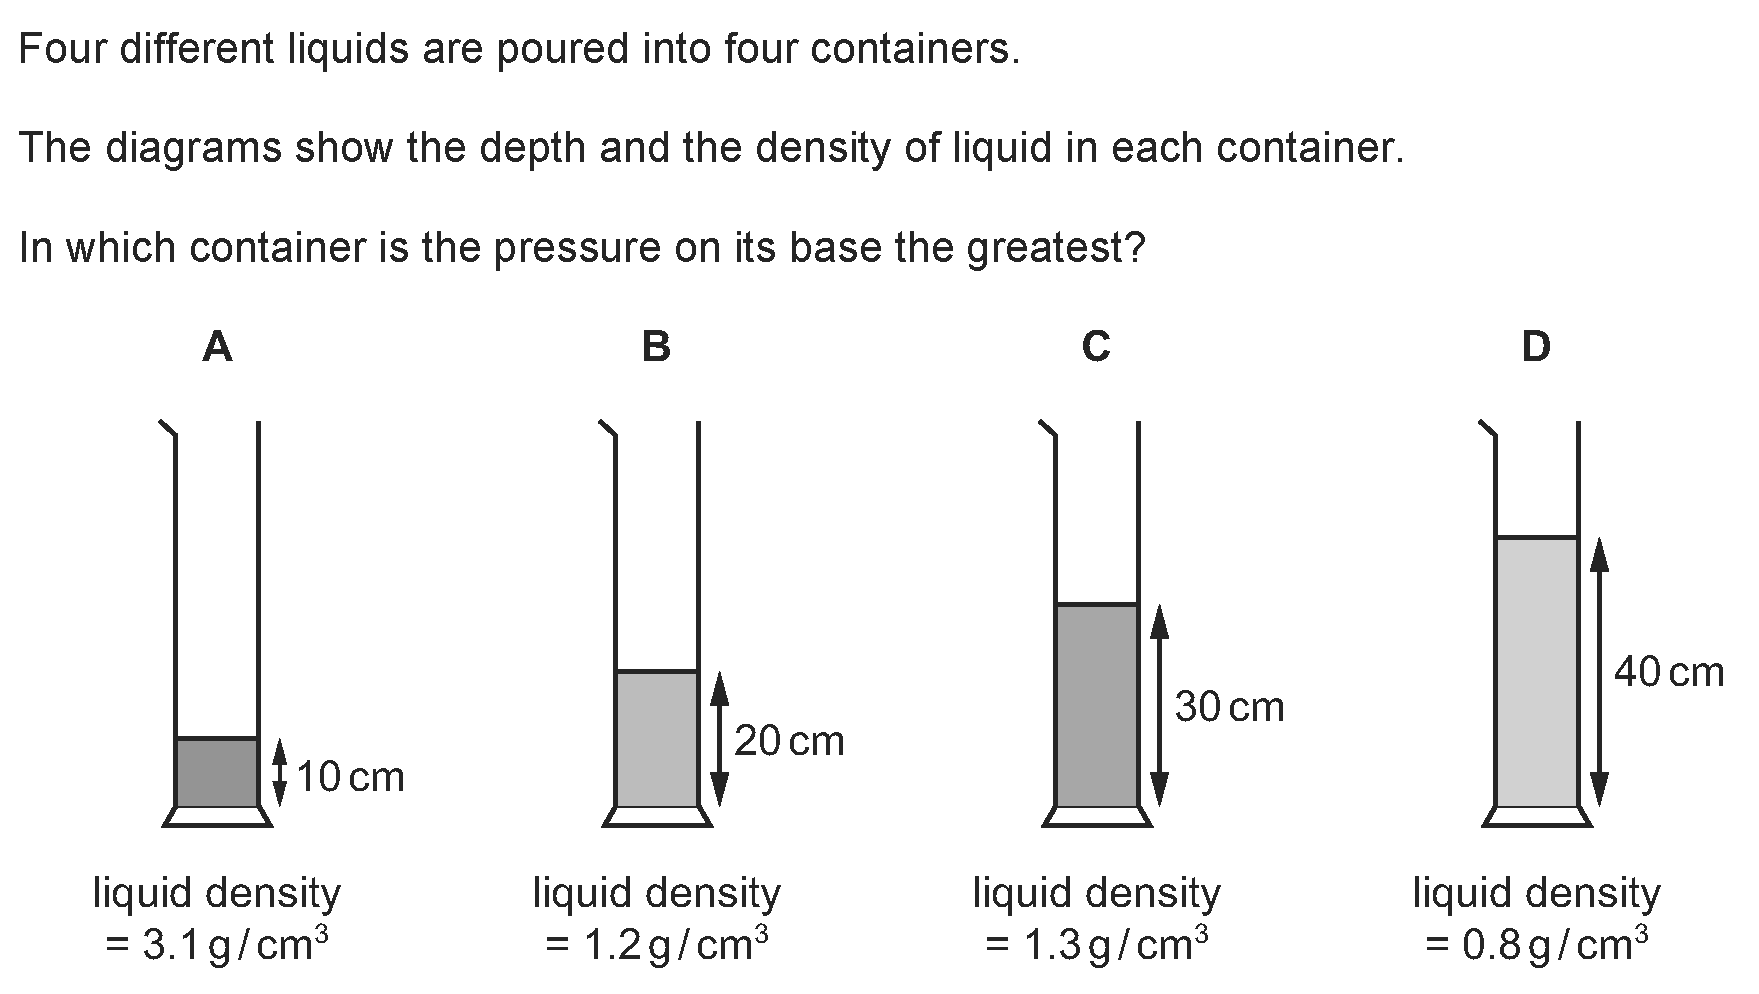 Four different liquids are poured into four containers.
The diagrams show the depth and the density of liquid in each container.
In which container is the pressure on its base the greatest?
A
B
C
D
10 cm
20 cm
30 cm
40 cm
liquid density
= 3.1 g / cm³
liquid density
= 1.2 g / cm³
liquid density
= 1.3 g / cm³
liquid density
= 0.8 g / cm³